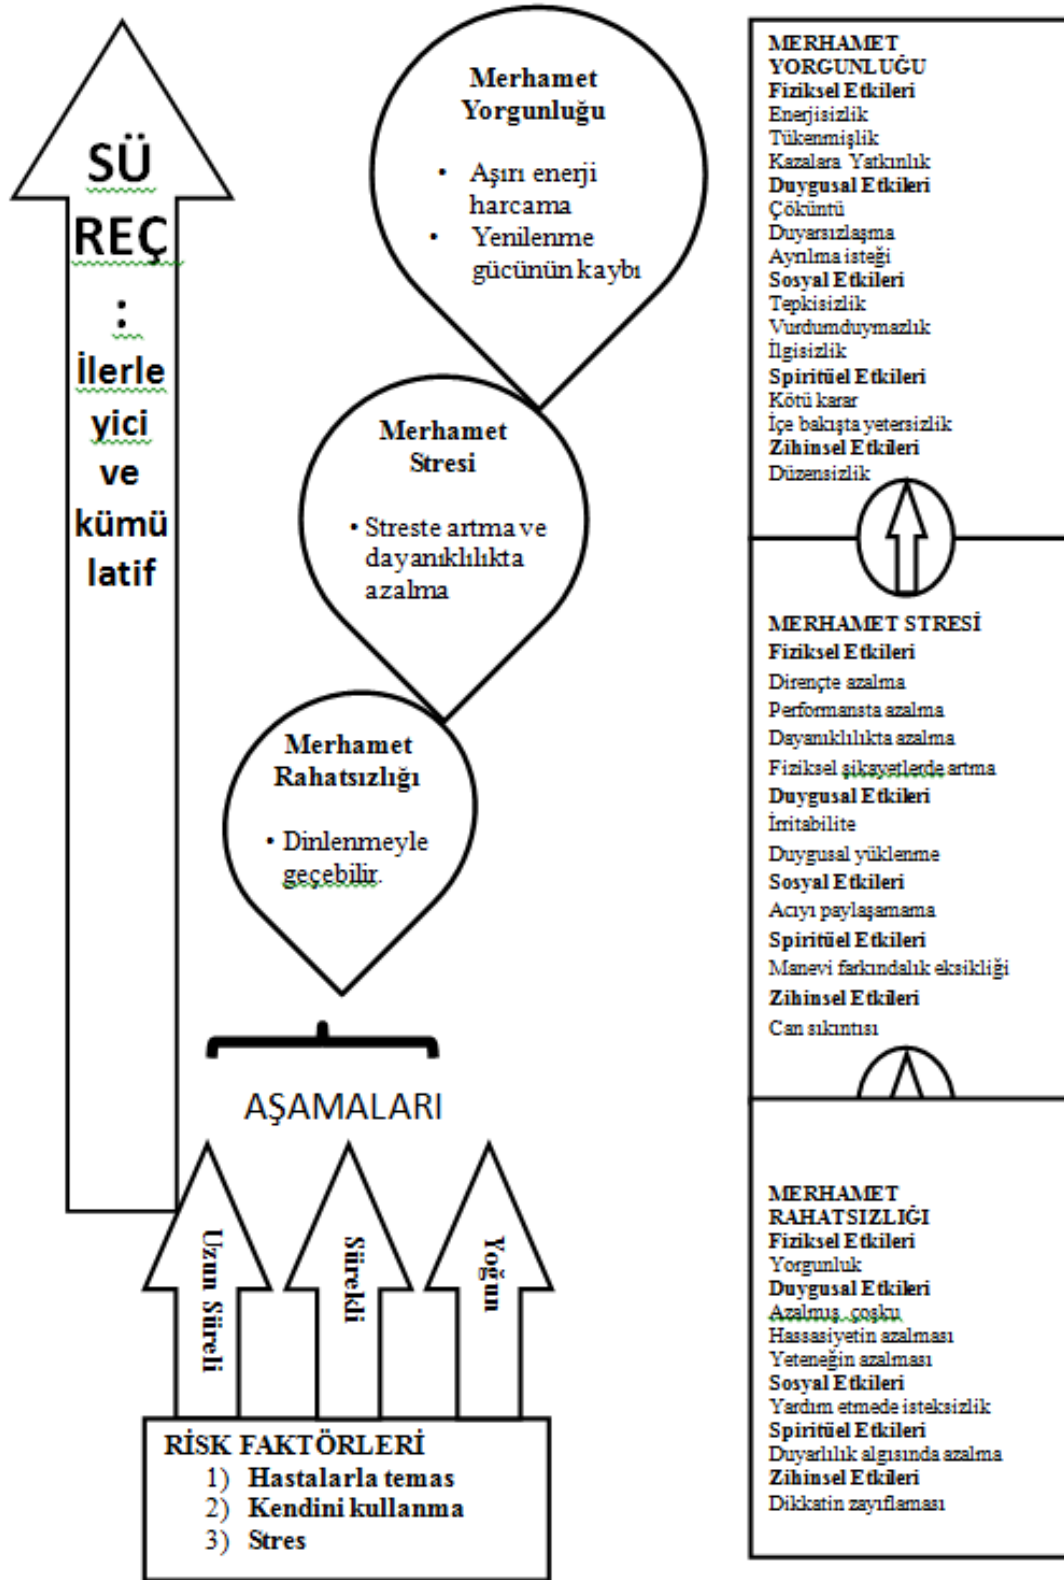 SÜ
REÇ
:
İlerle
yici
ve
kümü
latif
Merhamet
Yorgunluğu
• Aşırı enerji
harcama
• Yenilenme
gücünün kaybı
Merhamet
Stresi
• Streste artma ve
dayanıklılıkta
azalma
Merhamet
Rahatsızlığı
• Dinlenmeyle
geçebilir.
AŞAMALARI
Uzun Süreli
Sürekli
Yoğun
RİSK FAKTÖRLERİ
1) Hastalarla temas
2) Kendini kullanma
3) Stres
MERHAMET
YORGUNLUĞU
Fiziksel Etkileri
Enerjisizlik
Tükenmişlik
Kazalara Yatkınlık
Duygusal Etkileri
Çöküntü
Duyarsızlaşma
Ayrılma isteği
Sosyal Etkileri
Tepkisizlik
Vurdumduymazlık
İlgisizlik
Spiritüel Etkileri
Kötü karar
İçe bakışta yetersizlik
Zihinsel Etkileri
Düzensizlik
MERHAMET STRESİ
Fiziksel Etkileri
Dirençte azalma
Performansta azalma
Dayanıklılıkta azalma
Fiziksel şikayetlerde artma
Duygusal Etkileri
İrritabilite
Duygusal yüklenme
Sosyal Etkileri
Acıyı paylaşamama
Spiritüel Etkileri
Manevi farkındalık eksikliği
Zihinsel Etkileri
Can sıkıntısı
MERHAMET
RAHATSIZLIĞI
Fiziksel Etkileri
Yorgunluk
Duygusal Etkileri
Azalmış coşku
Hassasiyetin azalması
Yeteneğin azalması
Sosyal Etkileri
Yardım etmede isteksizlik
Spiritüel Etkileri
Duyarlılık algısında azalma
Zihinsel Etkileri
Dikkatin zayıflaması